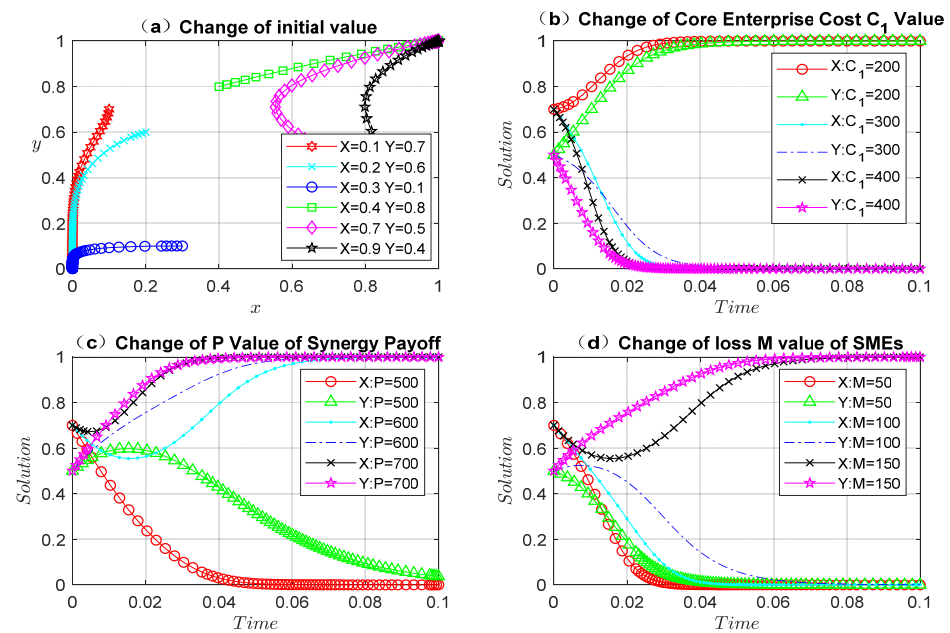 (a) Change of initial value
1
0.8
0.6
0.4
0.2
0
y
0
0.2
0.4
0.6
0.8
1
x
X=0.1 Y=0.7
X=0.2 Y=0.6
X=0.3 Y=0.1
X=0.4 Y=0.8
X=0.7 Y=0.5
X=0.9 Y=0.4
(b) Change of Core Enterprise Cost C₁ Value
1
0.8
0.6
0.4
0.2
0
Solution
0
0.02
0.04
0.06
0.08
0.1
Time
X:C₁=200
Y:C₁=200
X:C₁=300
Y:C₁=300
X:C₁=400
Y:C₁=400
(c) Change of P Value of Synergy Payoff
1
0.8
0.6
0.4
0.2
0
Solution
0
0.02
0.04
0.06
0.08
0.1
Time
X:P=500
Y:P=500
X:P=600
Y:P=600
X:P=700
Y:P=700
(d) Change of loss M value of SMEs
1
0.8
0.6
0.4
0.2
0
Solution
0
0.02
0.04
0.06
0.08
0.1
Time
X:M=50
Y:M=50
X:M=100
Y:M=100
X:M=150
Y:M=150